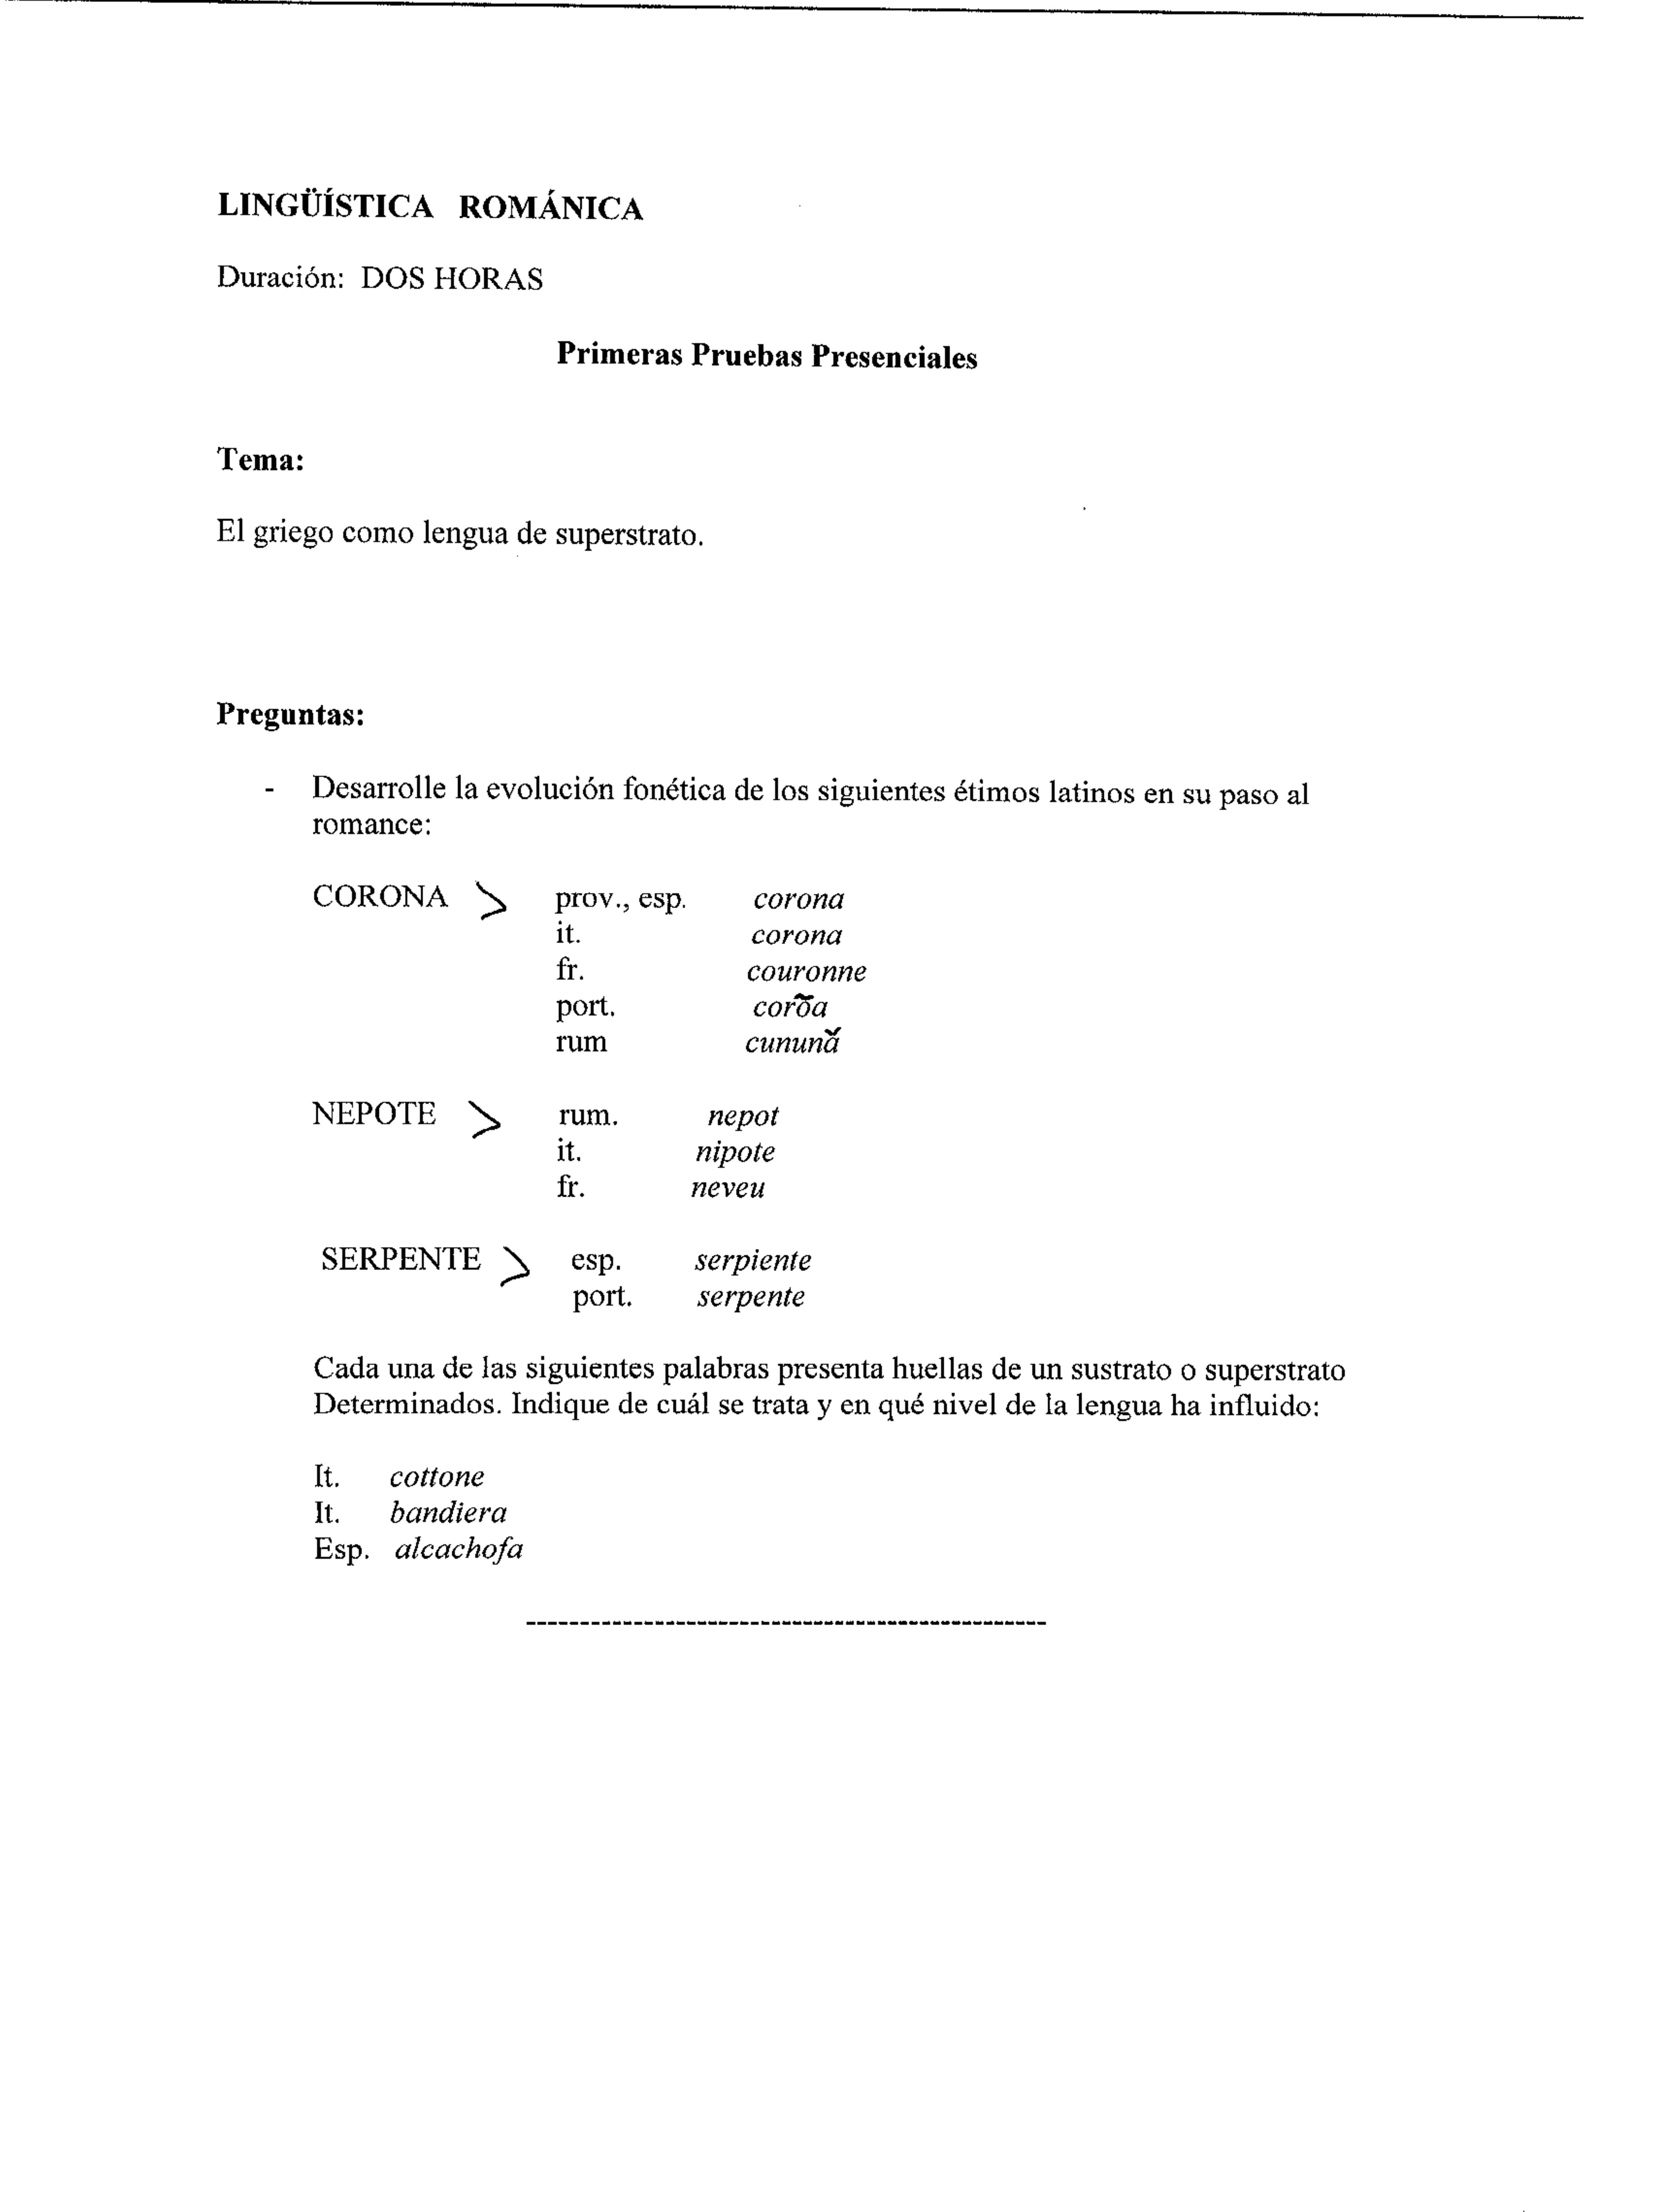 LINGÜÍSTICA ROMÁNICA
Duración: DOS HORAS
Primeras Pruebas Presenciales
Tema:
El griego como lengua de superstrato.
Preguntas:
- Desarrolle la evolución fonética de los siguientes étimos latinos en su paso al
romance:
CORONA > prov., esp. corona
it. corona
fr. couronne
port. corõa
rum cunună
NEPOTE > rum. nepot
it. nipote
fr. neveu
SERPENTE > esp. serpiente
port. serpente
Cada una de las siguientes palabras presenta huellas de un sustrato o superstrato
Determinados. Indique de cuál se trata y en qué nivel de la lengua ha influido:
It. cottone
It. bandiera
Esp. alcachofa
-------------------------------------------------